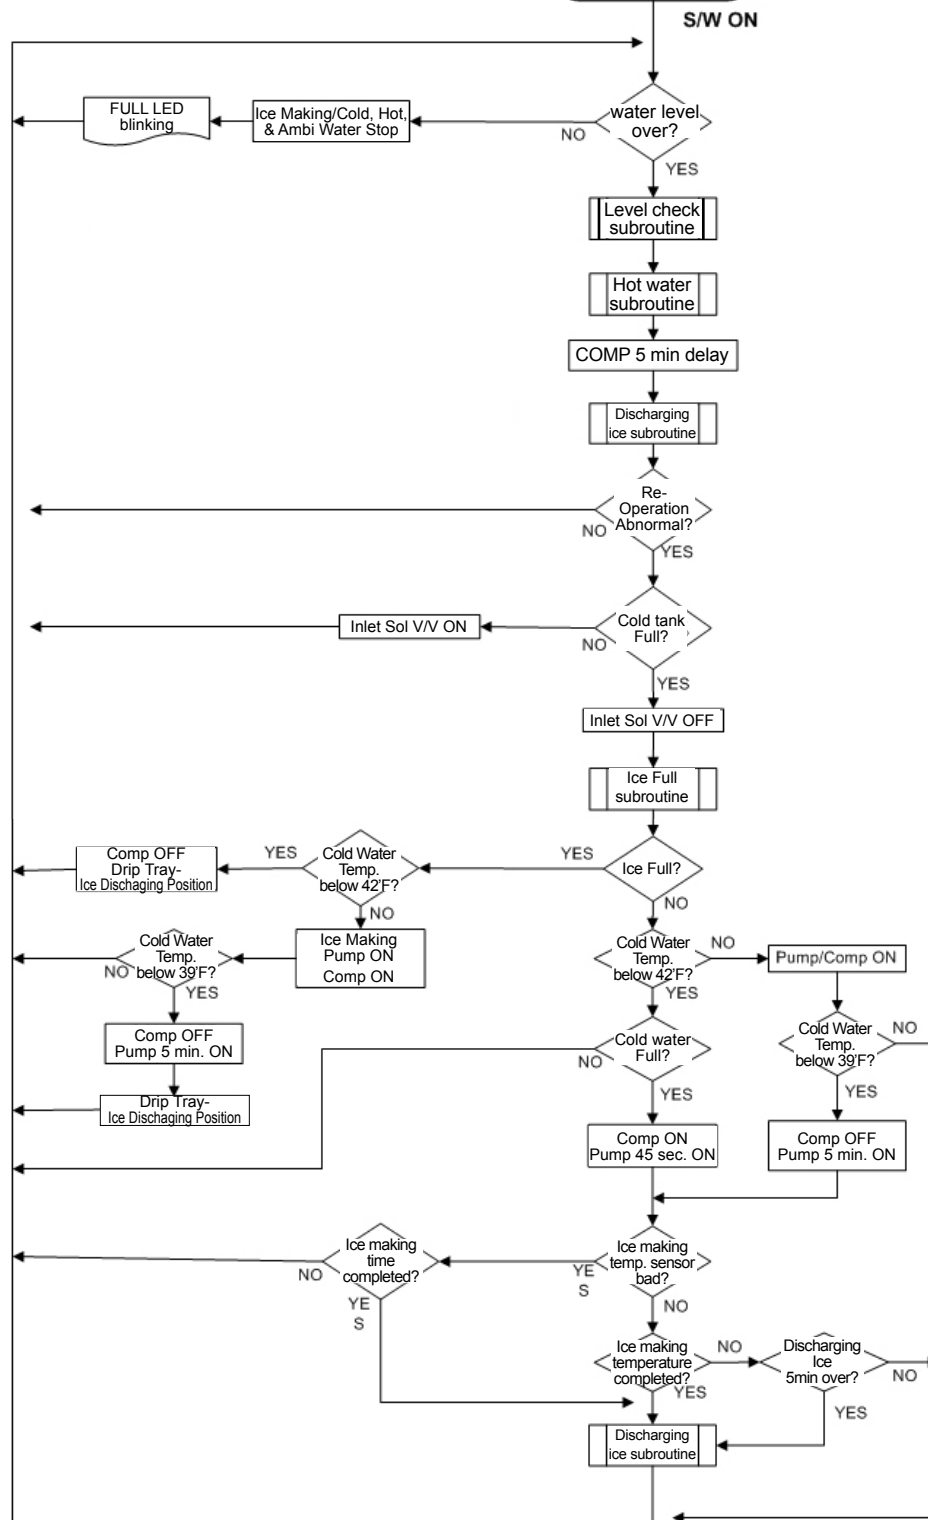 S/W ON
FULL LED
blinking
Ice Making/Cold, Hot,
& Ambi Water Stop
NO
water level
over?
YES
Level check
subroutine
Hot water
subroutine
COMP 5 min delay
Discharging
ice subroutine
Re-
Operation
Abnormal?
NO
YES
Inlet Sol V/V ON
NO
Cold tank
Full?
YES
Inlet Sol V/V OFF
Ice Full
subroutine
Comp OFF
Drip Tray-
Ice Dischaging Position
YES
Cold Water
Temp.
below 42'F?
YES
Ice Full?
NO
NO
Cold Water
Temp.
below 39'F?
NO
YES
Ice Making
Pump ON
Comp ON
Cold Water
Temp.
below 42'F?
NO
YES
Pump/Comp ON
Comp OFF
Pump 5 min. ON
NO
Cold water
Full?
YES
Cold Water
Temp.
below 39'F?
NO
YES
Drip Tray-
Ice Dischaging Position
Comp ON
Pump 45 sec. ON
Comp OFF
Pump 5 min. ON
Ice making
time
completed?
NO
YE
S
YE
S
Ice making
temp. sensor
bad?
NO
Ice making
temperature
completed?
NO
YES
Discharging
Ice
5min over?
NO
YES
Discharging
ice subroutine